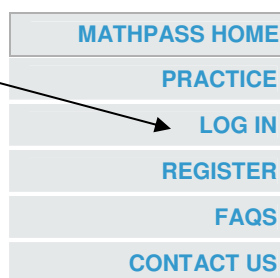 MATHPASS HOME
PRACTICE
LOG IN
REGISTER
FAQS
CONTACT US